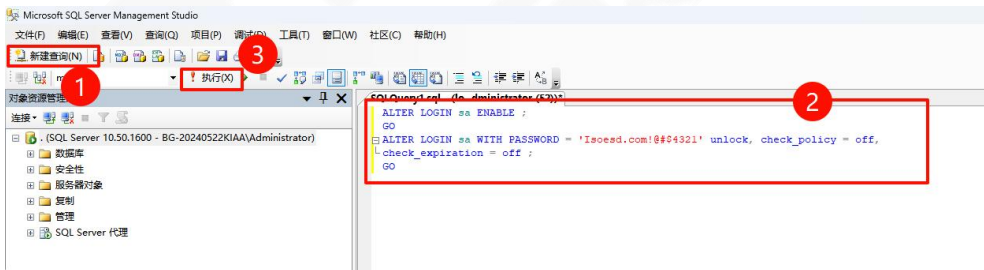 Microsoft SQL Server Management Studio
文件(F) 编辑(E) 查看(V) 查询(Q) 项目(P) 调试(D) 工具(T) 窗口(W) 社区(C) 帮助(H)
新建查询(N)
3
执行(X)
1
对象资源管理
连接
. (SQL Server 10.50.1600 - BG-20240522KIAA\Administrator)
数据库
安全性
服务器对象
复制
管理
SQL Server 代理
2
ALTER LOGIN sa ENABLE ;
GO
ALTER LOGIN sa WITH PASSWORD = 'Isoesd.com!@#$4321' unlock, check_policy = off,
check_expiration = off ;
GO